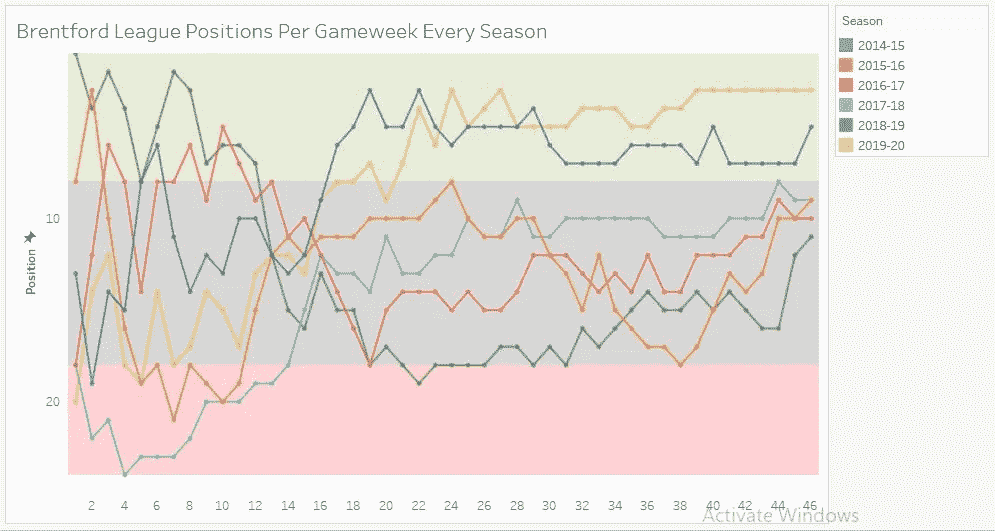 Brentford League Positions Per Gameweek Every Season
Season
2014-15
2015-16
2016-17
2017-18
2018-19
2019-20
Position
10
20
2 4 6 8 10 12 14 16 18 20 22 24 26 28 30 32 34 36 38 40 42 44 46
Activate Windows